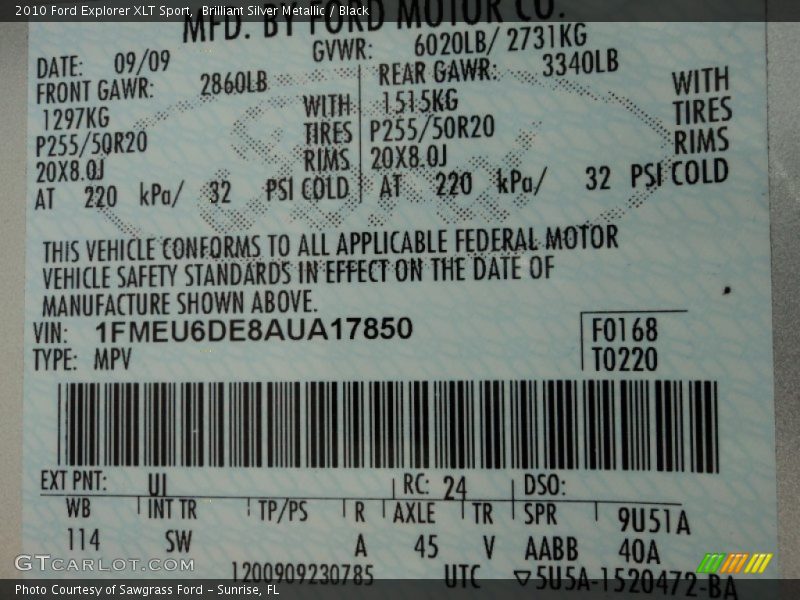 2010 Ford Explorer XLT Sport, Brilliant Silver Metallic / Black
MFD. BY FORD MOTOR CO.
DATE: 09/09 GVWR: 6020LB/ 2731KG
FRONT GAWR: 2860LB REAR GAWR: 3340LB
1297KG WITH 1515KG WITH
P255/50R20 TIRES P255/50R20 TIRES
20X8.0J RIMS 20X8.0J RIMS
AT 220 kPa/ 32 PSI COLD AT 220 kPa/ 32 PSI COLD
THIS VEHICLE CONFORMS TO ALL APPLICABLE FEDERAL MOTOR
VEHICLE SAFETY STANDARDS IN EFFECT ON THE DATE OF
MANUFACTURE SHOWN ABOVE.
VIN: 1FMEU6DE8AUA17850 F0168
TYPE: MPV T0220
EXT PNT: UI RC: 24 DSO:
WB INT TR TP/PS R AXLE TR SPR 9U51A
114 SW A 45 V AABB 40A
1200909230785 UTC ▽5U5A-1520472-BA
GTCARLOT.COM
Photo Courtesy of Sawgrass Ford - Sunrise, FL